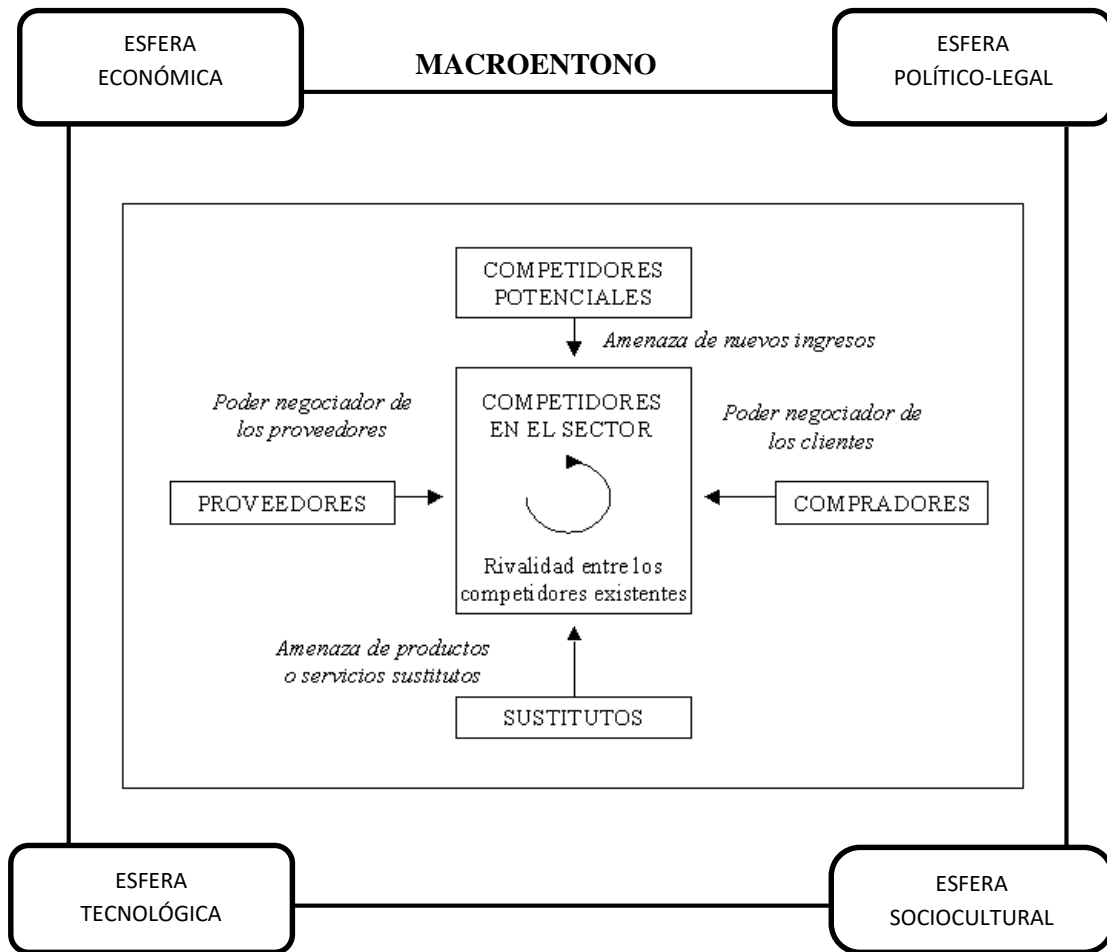 ESFERA
ECONÓMICA
MACROENTONO
ESFERA
POLÍTICO-LEGAL
COMPETIDORES
POTENCIALES
Amenaza de nuevos ingresos
Poder negociador de
los proveedores
COMPETIDORES
EN EL SECTOR
Poder negociador de
los clientes
PROVEEDORES
COMPRADORES
Rivalidad entre los
competidores existentes
Amenaza de productos
o servicios sustitutos
SUSTITUTOS
ESFERA
TECNOLÓGICA
ESFERA
SOCIOCULTURAL